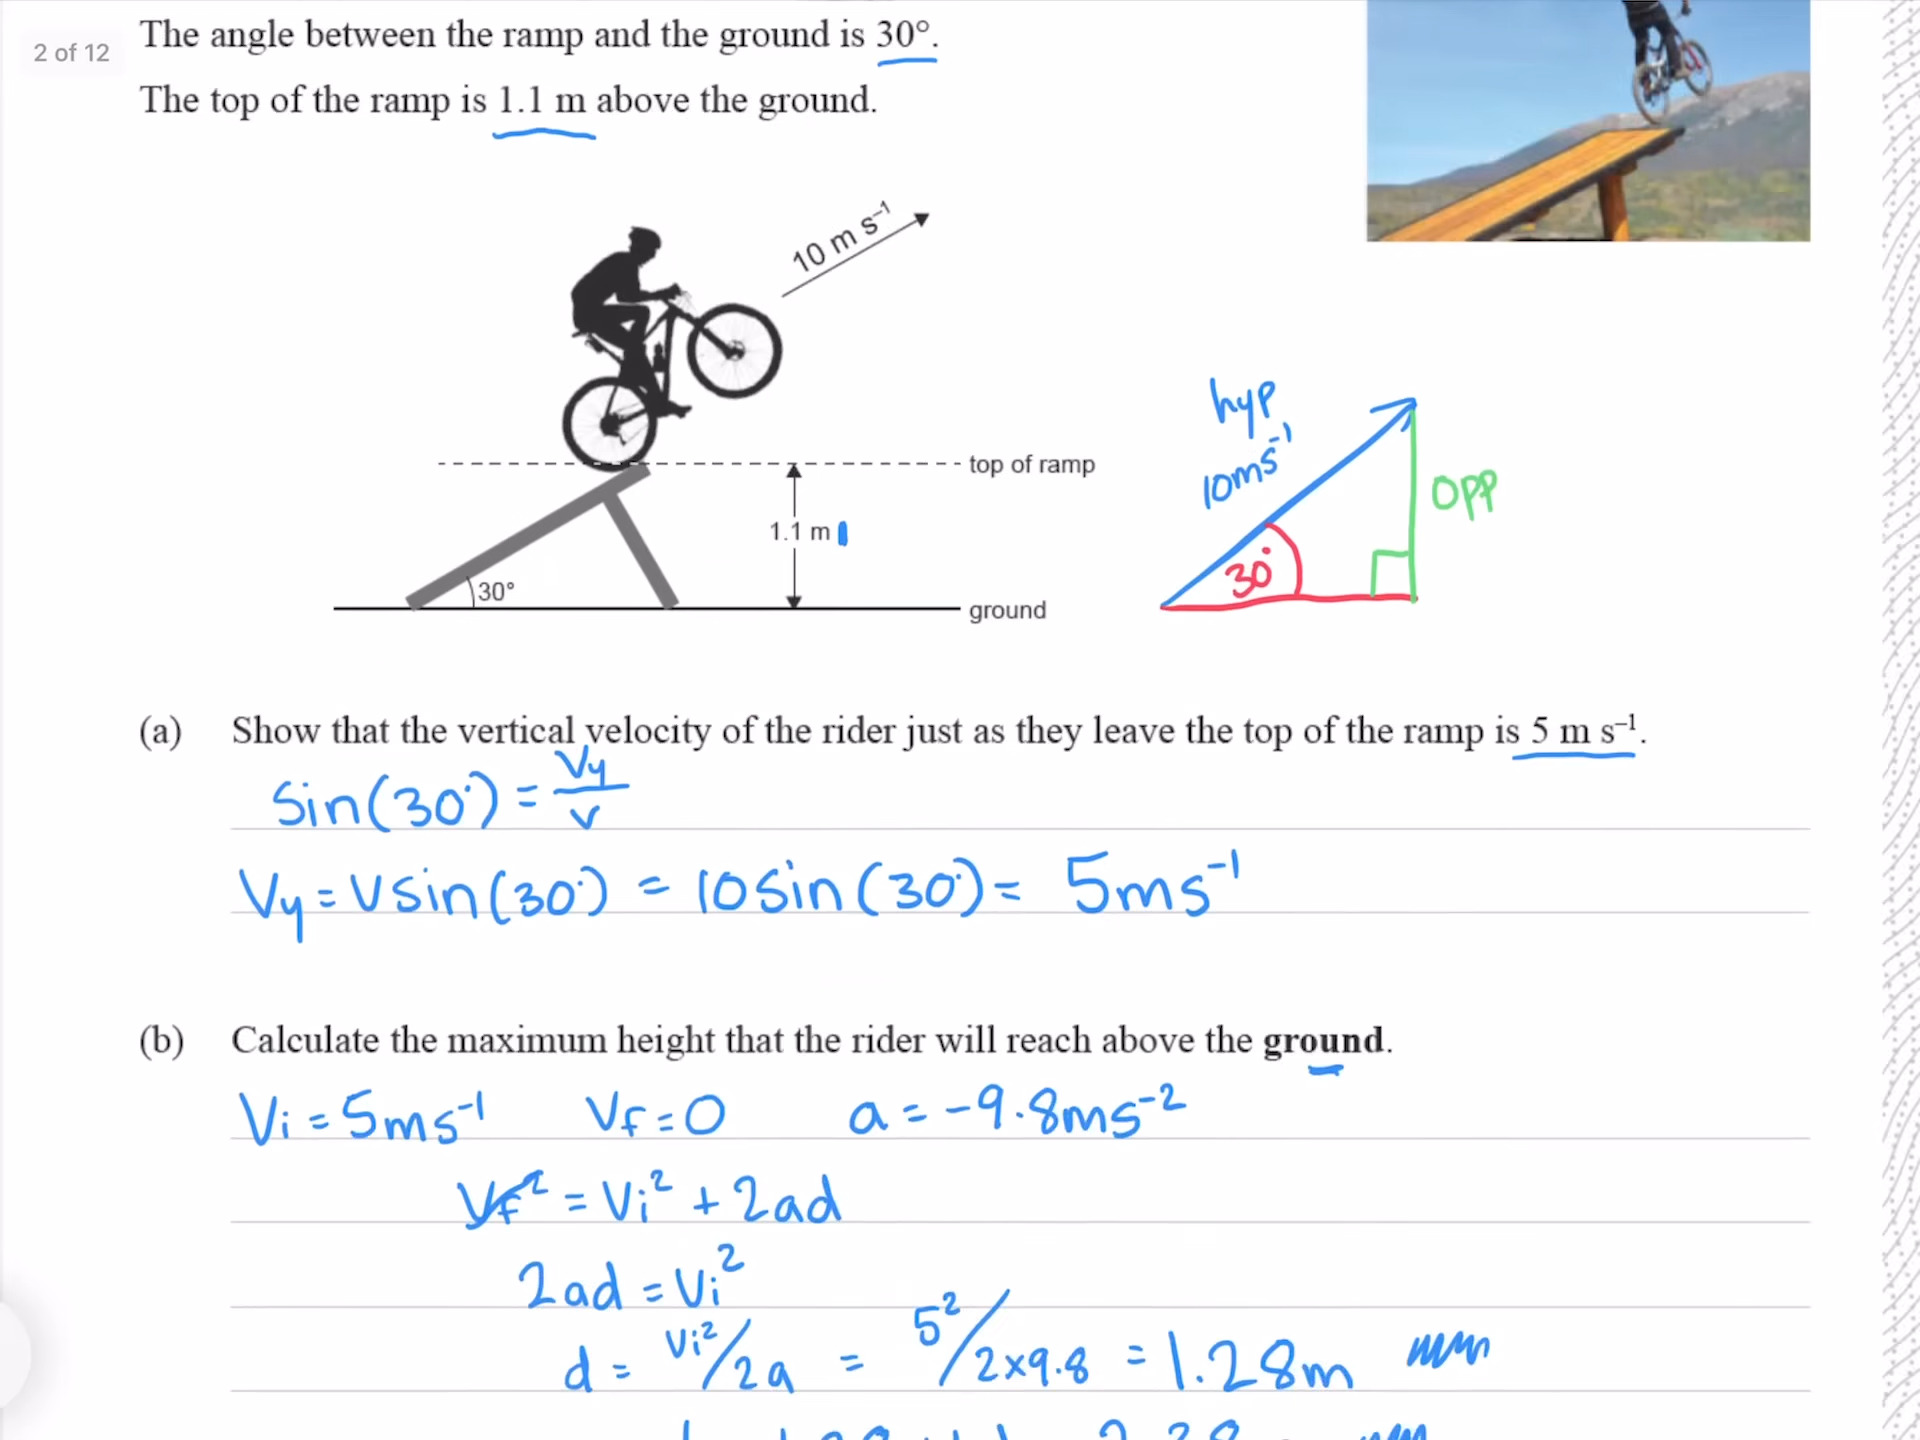 2 of 12
The angle between the ramp and the ground is 30°.
The top of the ramp is 1.1 m above the ground.
10 m s⁻¹
top of ramp
1.1 m
30°
ground
hyp
10ms⁻¹
opp
30°
(a) Show that the vertical velocity of the rider just as they leave the top of the ramp is 5 m s⁻¹.
Sin(30°) = Vy/V
Vy = Vsin(30°) = 10sin(30°) = 5ms⁻¹
(b) Calculate the maximum height that the rider will reach above the ground.
Vi = 5ms⁻¹ Vf = 0 a = -9.8ms⁻²
Vf² = Vi² + 2ad
2ad = Vi²
d = Vi²/2a = 5²/2×9.8 = 1.28m